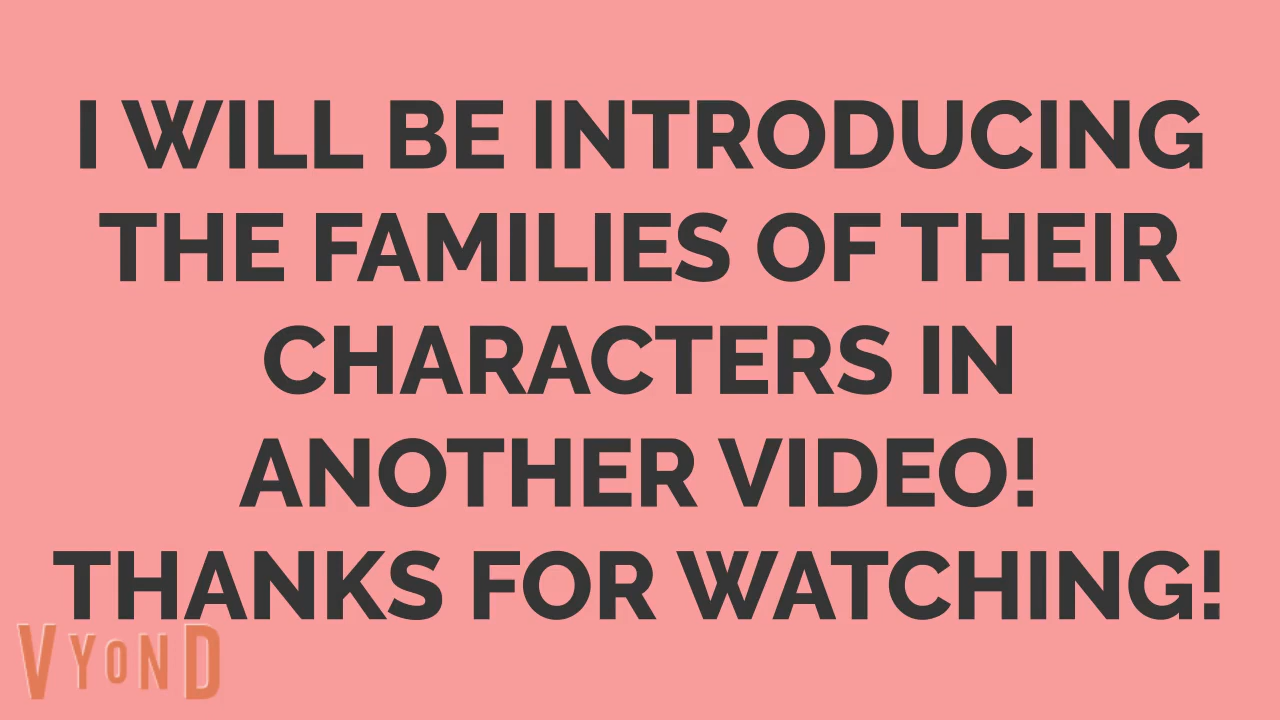 I WILL BE INTRODUCING
THE FAMILIES OF THEIR
CHARACTERS IN
ANOTHER VIDEO!
THANKS FOR WATCHING!
VYOND